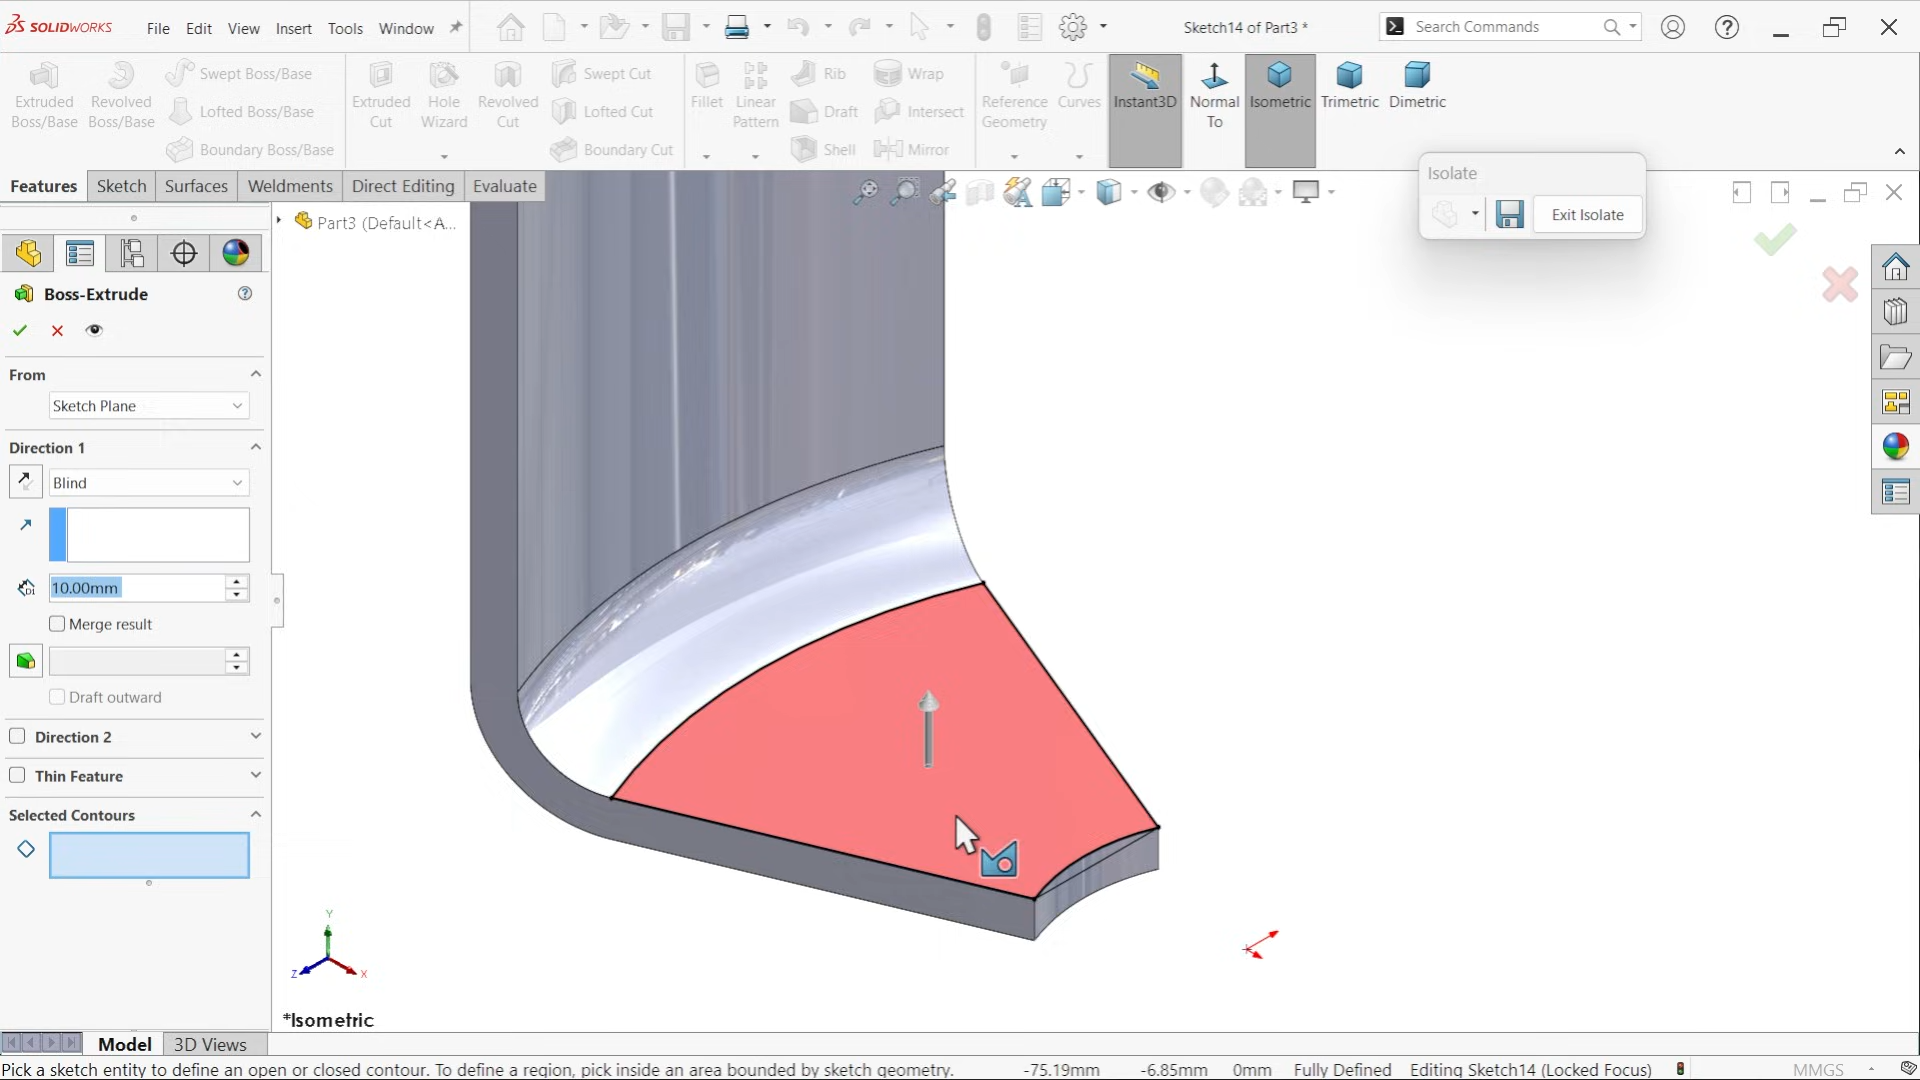 SOLIDWORKS File Edit View Insert Tools Window Sketch14 of Part3 * Search Commands
Extruded Boss/Base
Revolved Boss/Base
Swept Boss/Base
Lofted Boss/Base
Boundary Boss/Base
Extruded Cut
Hole Wizard
Revolved Cut
Swept Cut
Lofted Cut
Boundary Cut
Fillet
Linear Pattern
Rib
Draft
Shell
Wrap
Intersect
Mirror
Reference Geometry
Curves
Instant3D
Normal To
Isometric
Trimetric
Dimetric
Features Sketch Surfaces Weldments Direct Editing Evaluate
Isolate
Exit Isolate
Part3 (Default<A...
Boss-Extrude
From
Sketch Plane
Direction 1
Blind
D1
10.00mm
Merge result
Draft outward
Direction 2
Thin Feature
Selected Contours
Y
Z
X
*Isometric
Model 3D Views
Pick a sketch entity to define an open or closed contour. To define a region, pick inside an area bounded by sketch geometry. -75.19mm -6.85mm 0mm Fully Defined Editing Sketch14 (Locked Focus) MMGS